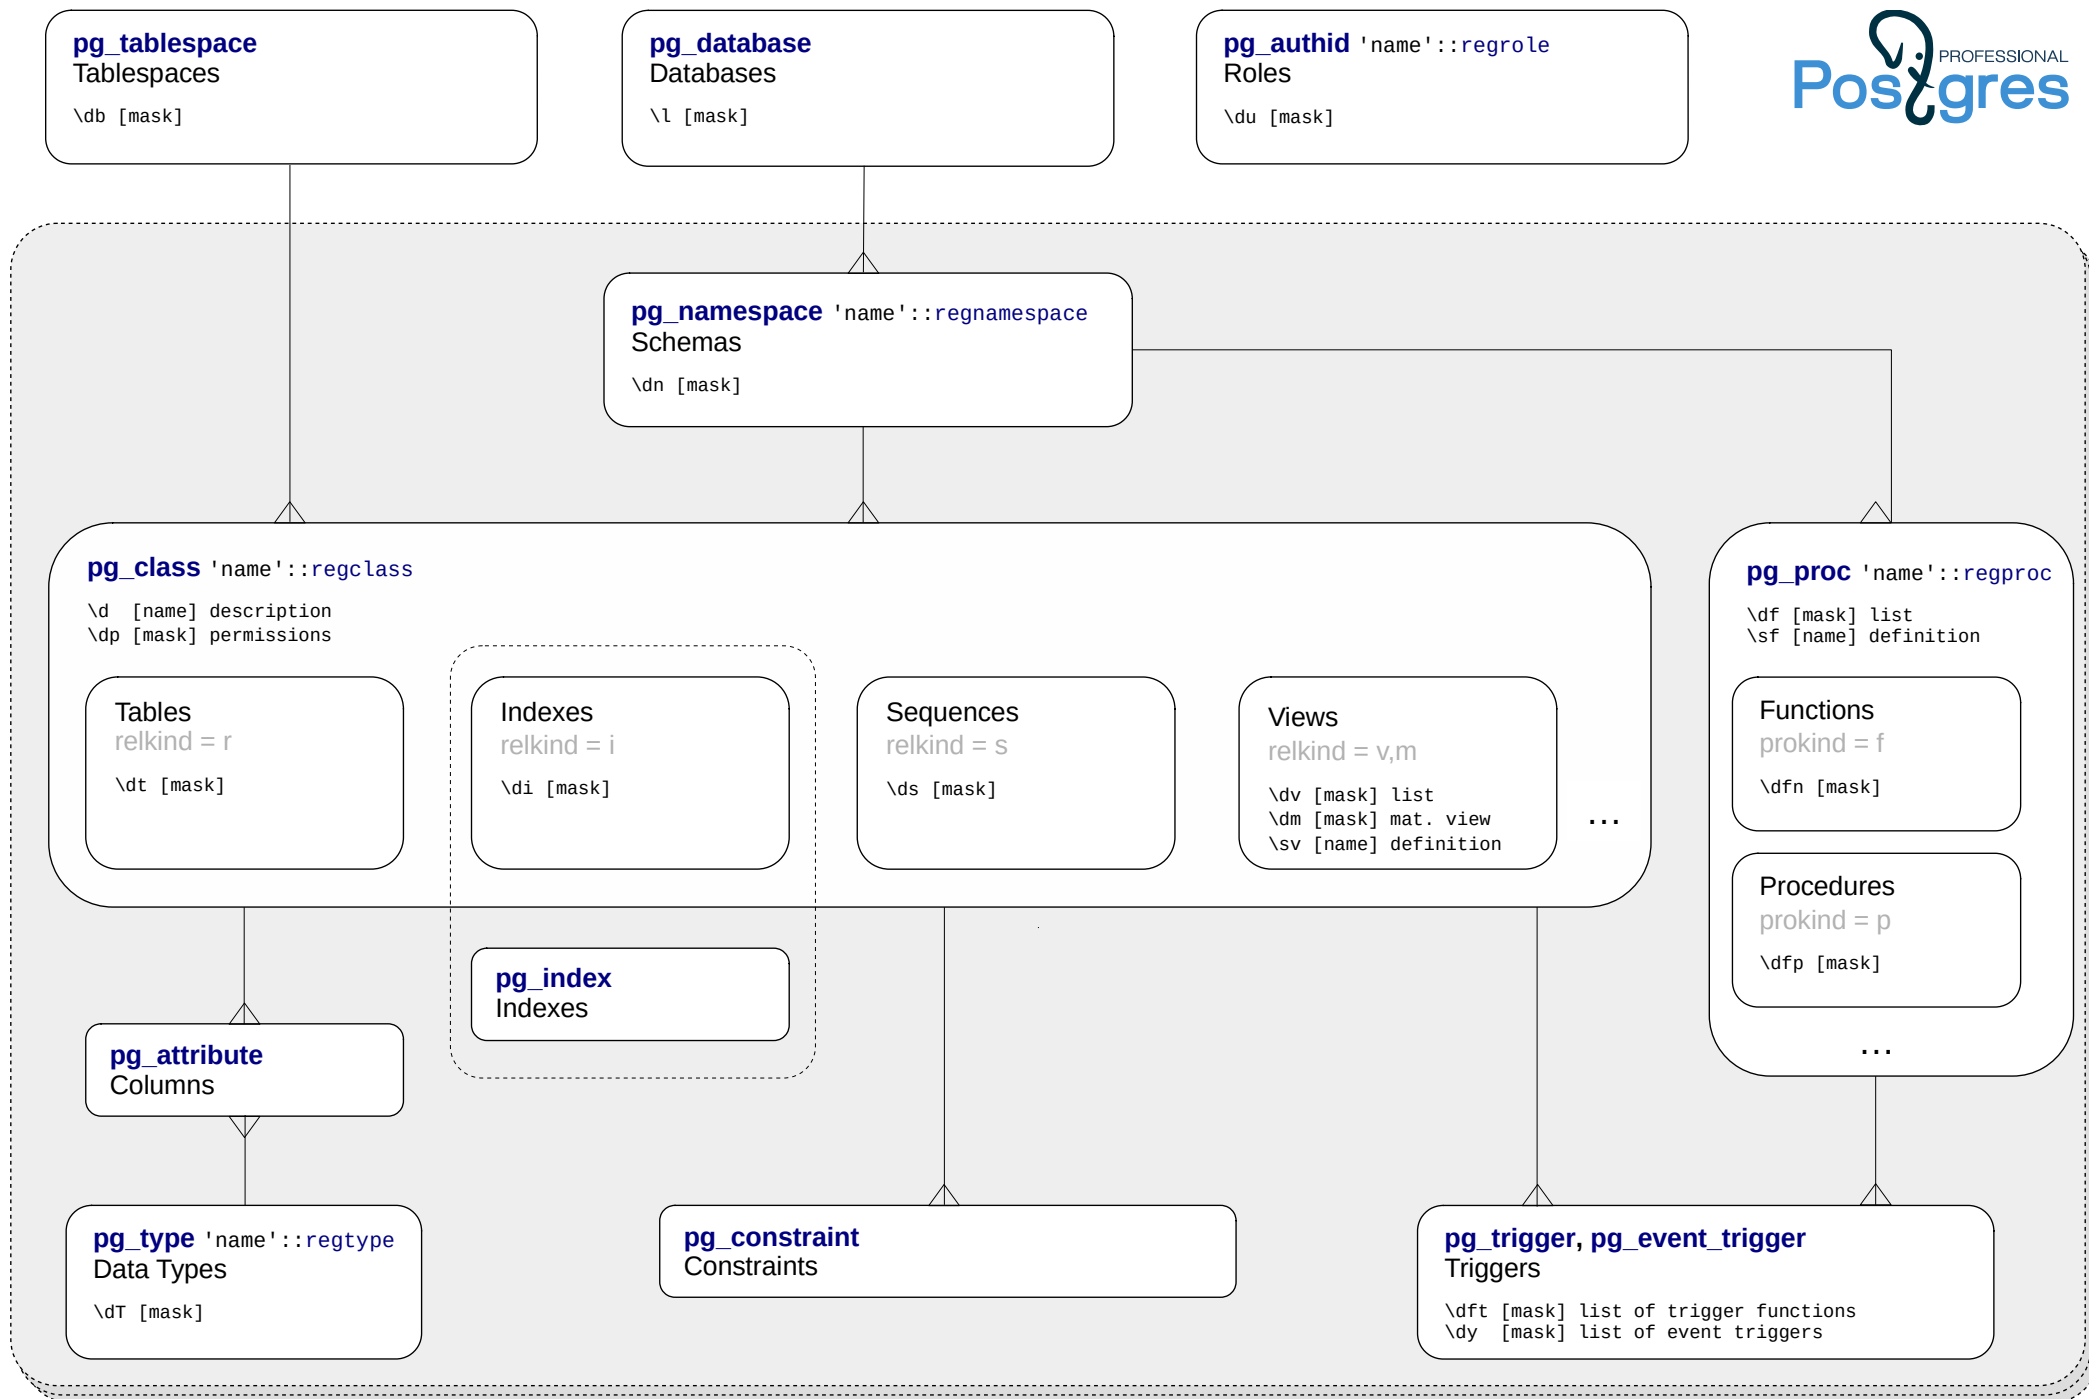 pg_tablespace
Tablespaces
\db [mask]
pg_database
Databases
\l [mask]
pg_authid 'name'::regrole
Roles
\du [mask]
PROFESSIONAL
Postgres
pg_namespace 'name'::regnamespace
Schemas
\dn [mask]
pg_class 'name'::regclass
\d  [name] description
\dp [mask] permissions
Tables
relkind = r
\dt [mask]
Indexes
relkind = i
\di [mask]
Sequences
relkind = s
\ds [mask]
Views
relkind = v,m
\dv [mask] list
\dm [mask] mat. view
\sv [name] definition
...
pg_proc 'name'::regproc
\df [mask] list
\sf [name] definition
Functions
prokind = f
\dfn [mask]
Procedures
prokind = p
\dfp [mask]
...
pg_index
Indexes
pg_attribute
Columns
pg_type 'name'::regtype
Data Types
\dT [mask]
pg_constraint
Constraints
pg_trigger, pg_event_trigger
Triggers
\dft [mask] list of trigger functions
\dy  [mask] list of event triggers